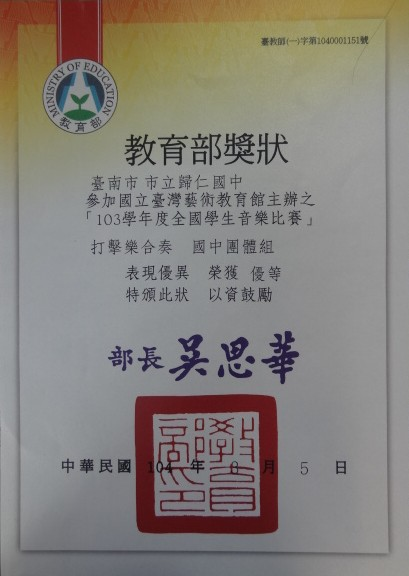 臺教師(一)字第1040001151號
MINISTRY OF EDUCATION
教育部
教育部獎狀
臺南市 市立歸仁國中
參加國立臺灣藝術教育館主辦之
「103學年度全國學生音樂比賽」
打擊樂合奏 國中團體組
表現優異 榮獲 優等
特頒此狀 以資鼓勵
部長 吳思華
中華民國 104 年 月 5 日